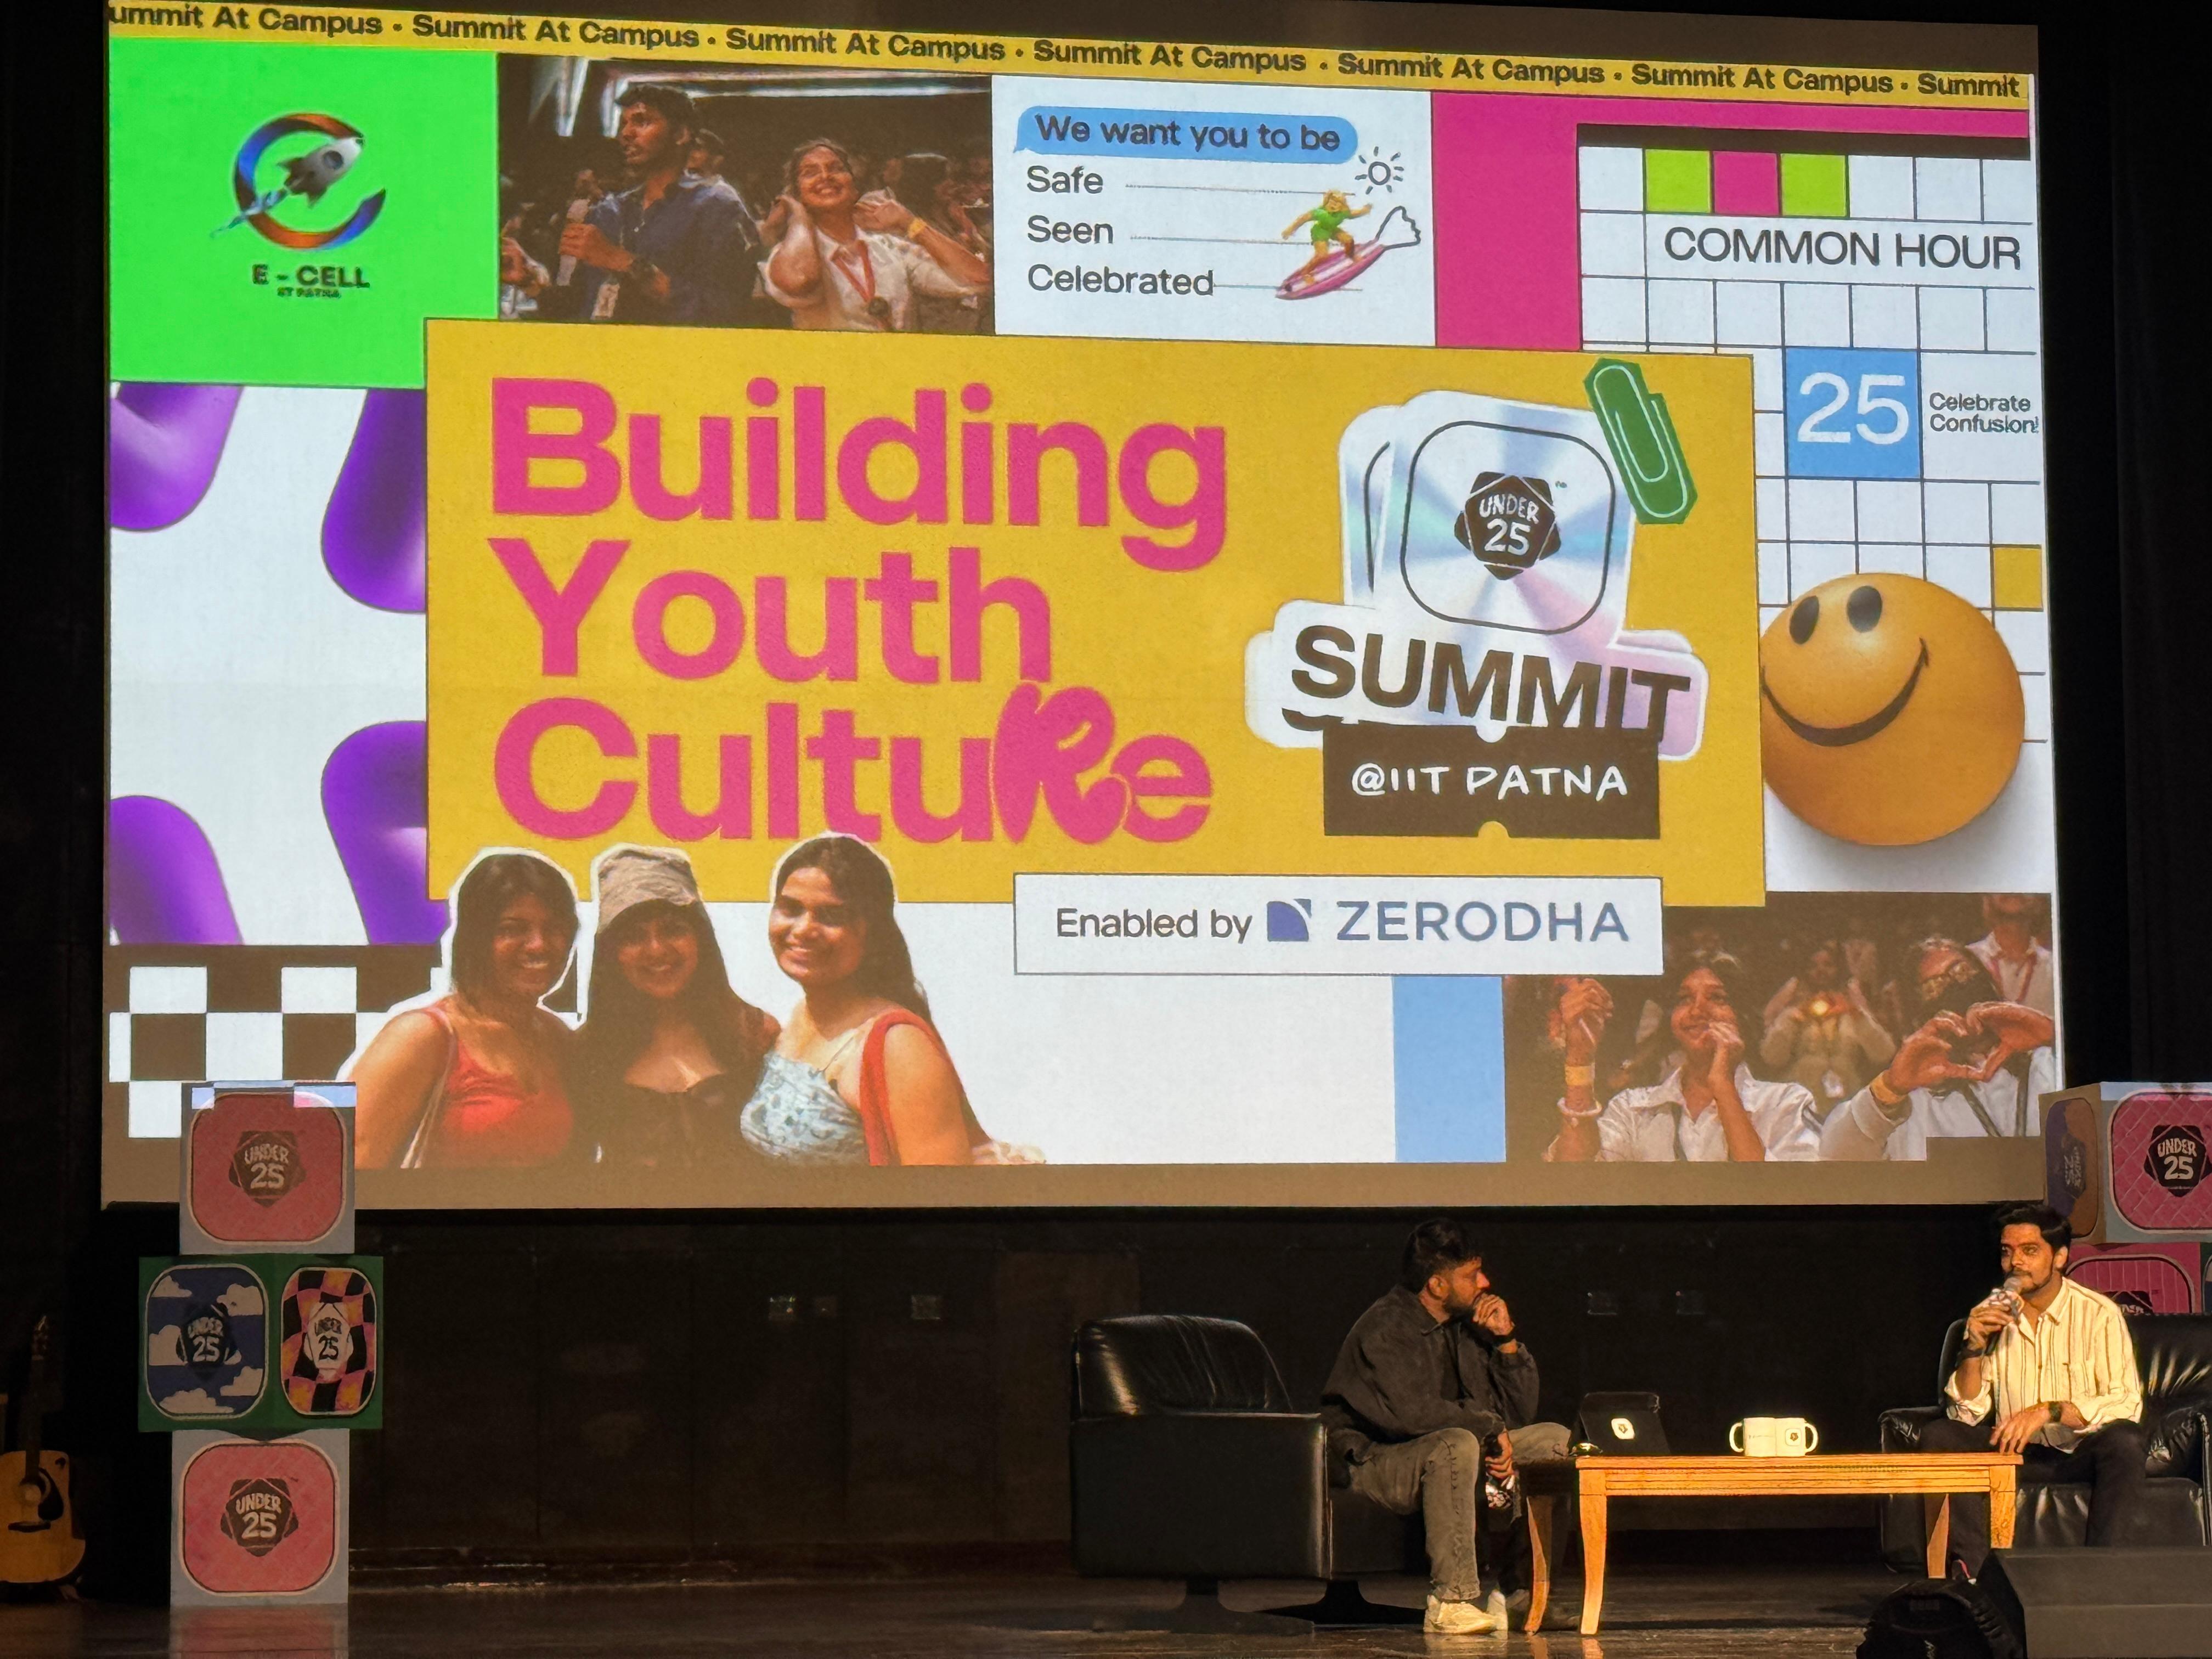 ummit At Campus • Summit At Campus • Summit At Campus • Summit At Campus • Summit At Campus • Summit At Campus • Summit
E - CELL
IIT PATNA
We want you to be
Safe
Seen
Celebrated
COMMON HOUR
25
Celebrate
Confusion!
Building
Youth
Culture
UNDER
25
SUMMIT
@IIT PATNA
Enabled by ZERODHA
UNDER
25
UNDER
25
UNDER
25
UNDER
25
UNDER
25
UNDER